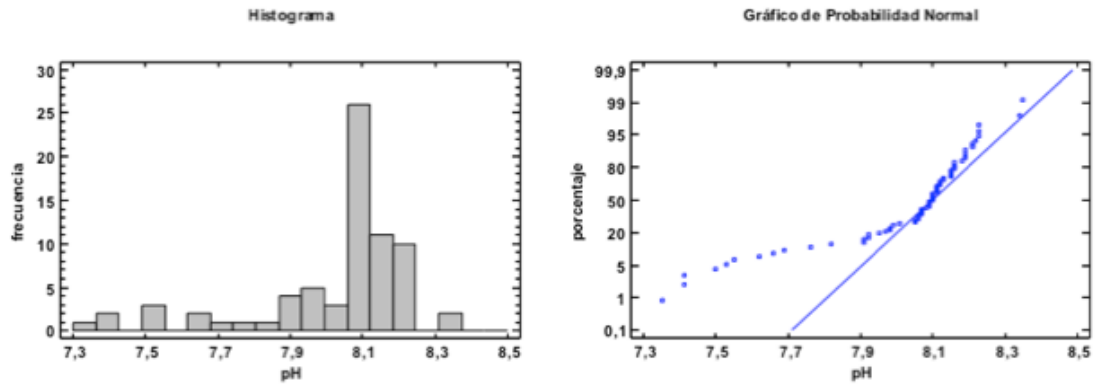 Histograma
30
25
20
15
10
5
0
frecuencia
7,3 7,5 7,7 7,9 8,1 8,3 8,5
pH
Gráfico de Probabilidad Normal
99,9
99
95
80
50
20
5
1
0,1
porcentaje
7,3 7,5 7,7 7,9 8,1 8,3 8,5
pH